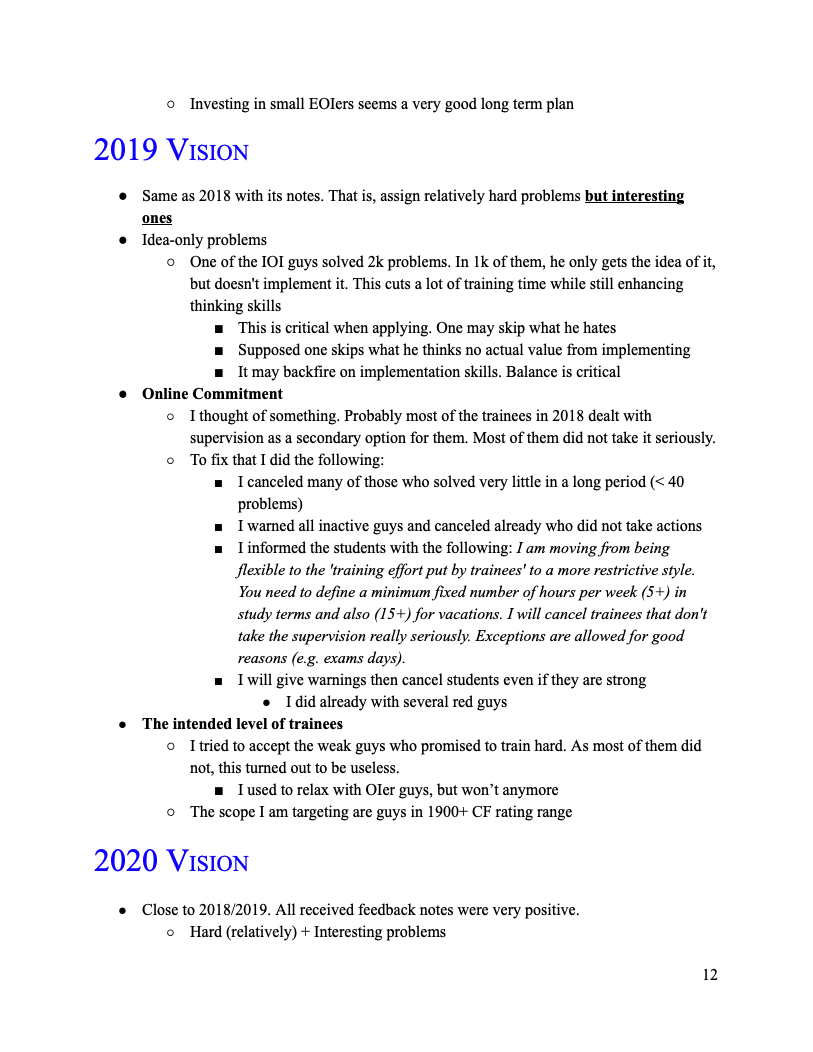 ○ Investing in small EOIers seems a very good long term plan
2019 VISION
● Same as 2018 with its notes. That is, assign relatively hard problems but interesting
ones
● Idea-only problems
○ One of the IOI guys solved 2k problems. In 1k of them, he only gets the idea of it,
but doesn't implement it. This cuts a lot of training time while still enhancing
thinking skills
■ This is critical when applying. One may skip what he hates
■ Supposed one skips what he thinks no actual value from implementing
■ It may backfire on implementation skills. Balance is critical
● Online Commitment
○ I thought of something. Probably most of the trainees in 2018 dealt with
supervision as a secondary option for them. Most of them did not take it seriously.
○ To fix that I did the following:
■ I canceled many of those who solved very little in a long period (< 40
problems)
■ I warned all inactive guys and canceled already who did not take actions
■ I informed the students with the following: I am moving from being
flexible to the 'training effort put by trainees' to a more restrictive style.
You need to define a minimum fixed number of hours per week (5+) in
study terms and also (15+) for vacations. I will cancel trainees that don't
take the supervision really seriously. Exceptions are allowed for good
reasons (e.g. exams days).
■ I will give warnings then cancel students even if they are strong
● I did already with several red guys
● The intended level of trainees
○ I tried to accept the weak guys who promised to train hard. As most of them did
not, this turned out to be useless.
■ I used to relax with OIer guys, but won’t anymore
○ The scope I am targeting are guys in 1900+ CF rating range
2020 VISION
● Close to 2018/2019. All received feedback notes were very positive.
○ Hard (relatively) + Interesting problems
12